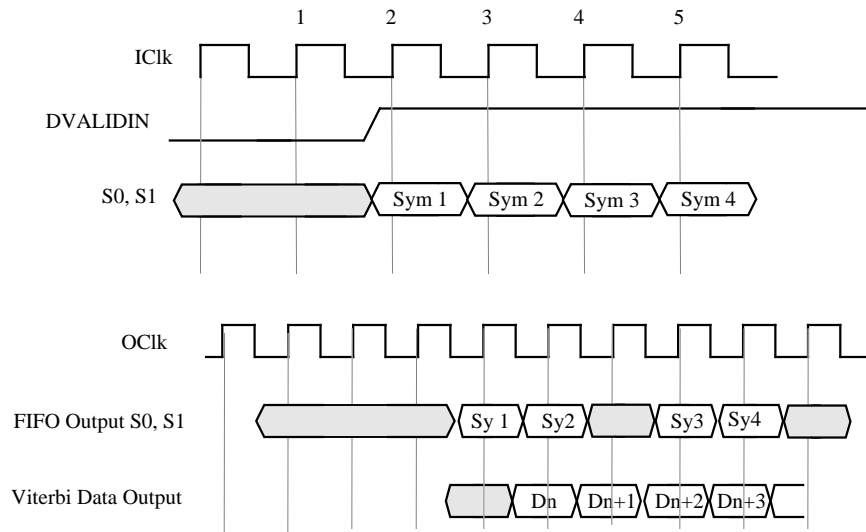 1 2 3 4 5
IClk
DVALIDIN
S0, S1 Sym 1 Sym 2 Sym 3 Sym 4
OClk
FIFO Output S0, S1 Sy 1 Sy2 Sy3 Sy4
Viterbi Data Output Dn Dn+1 Dn+2 Dn+3